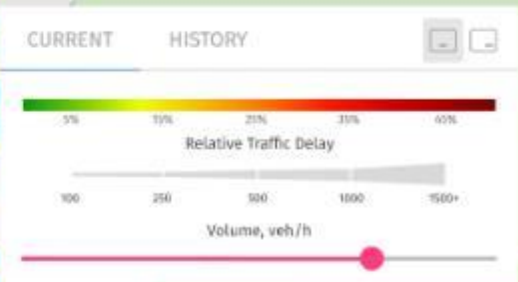 CURRENT HISTORY
5% 15% 25% 35% 45%
Relative Traffic Delay
100 250 500 1000 1500+
Volume, veh/h